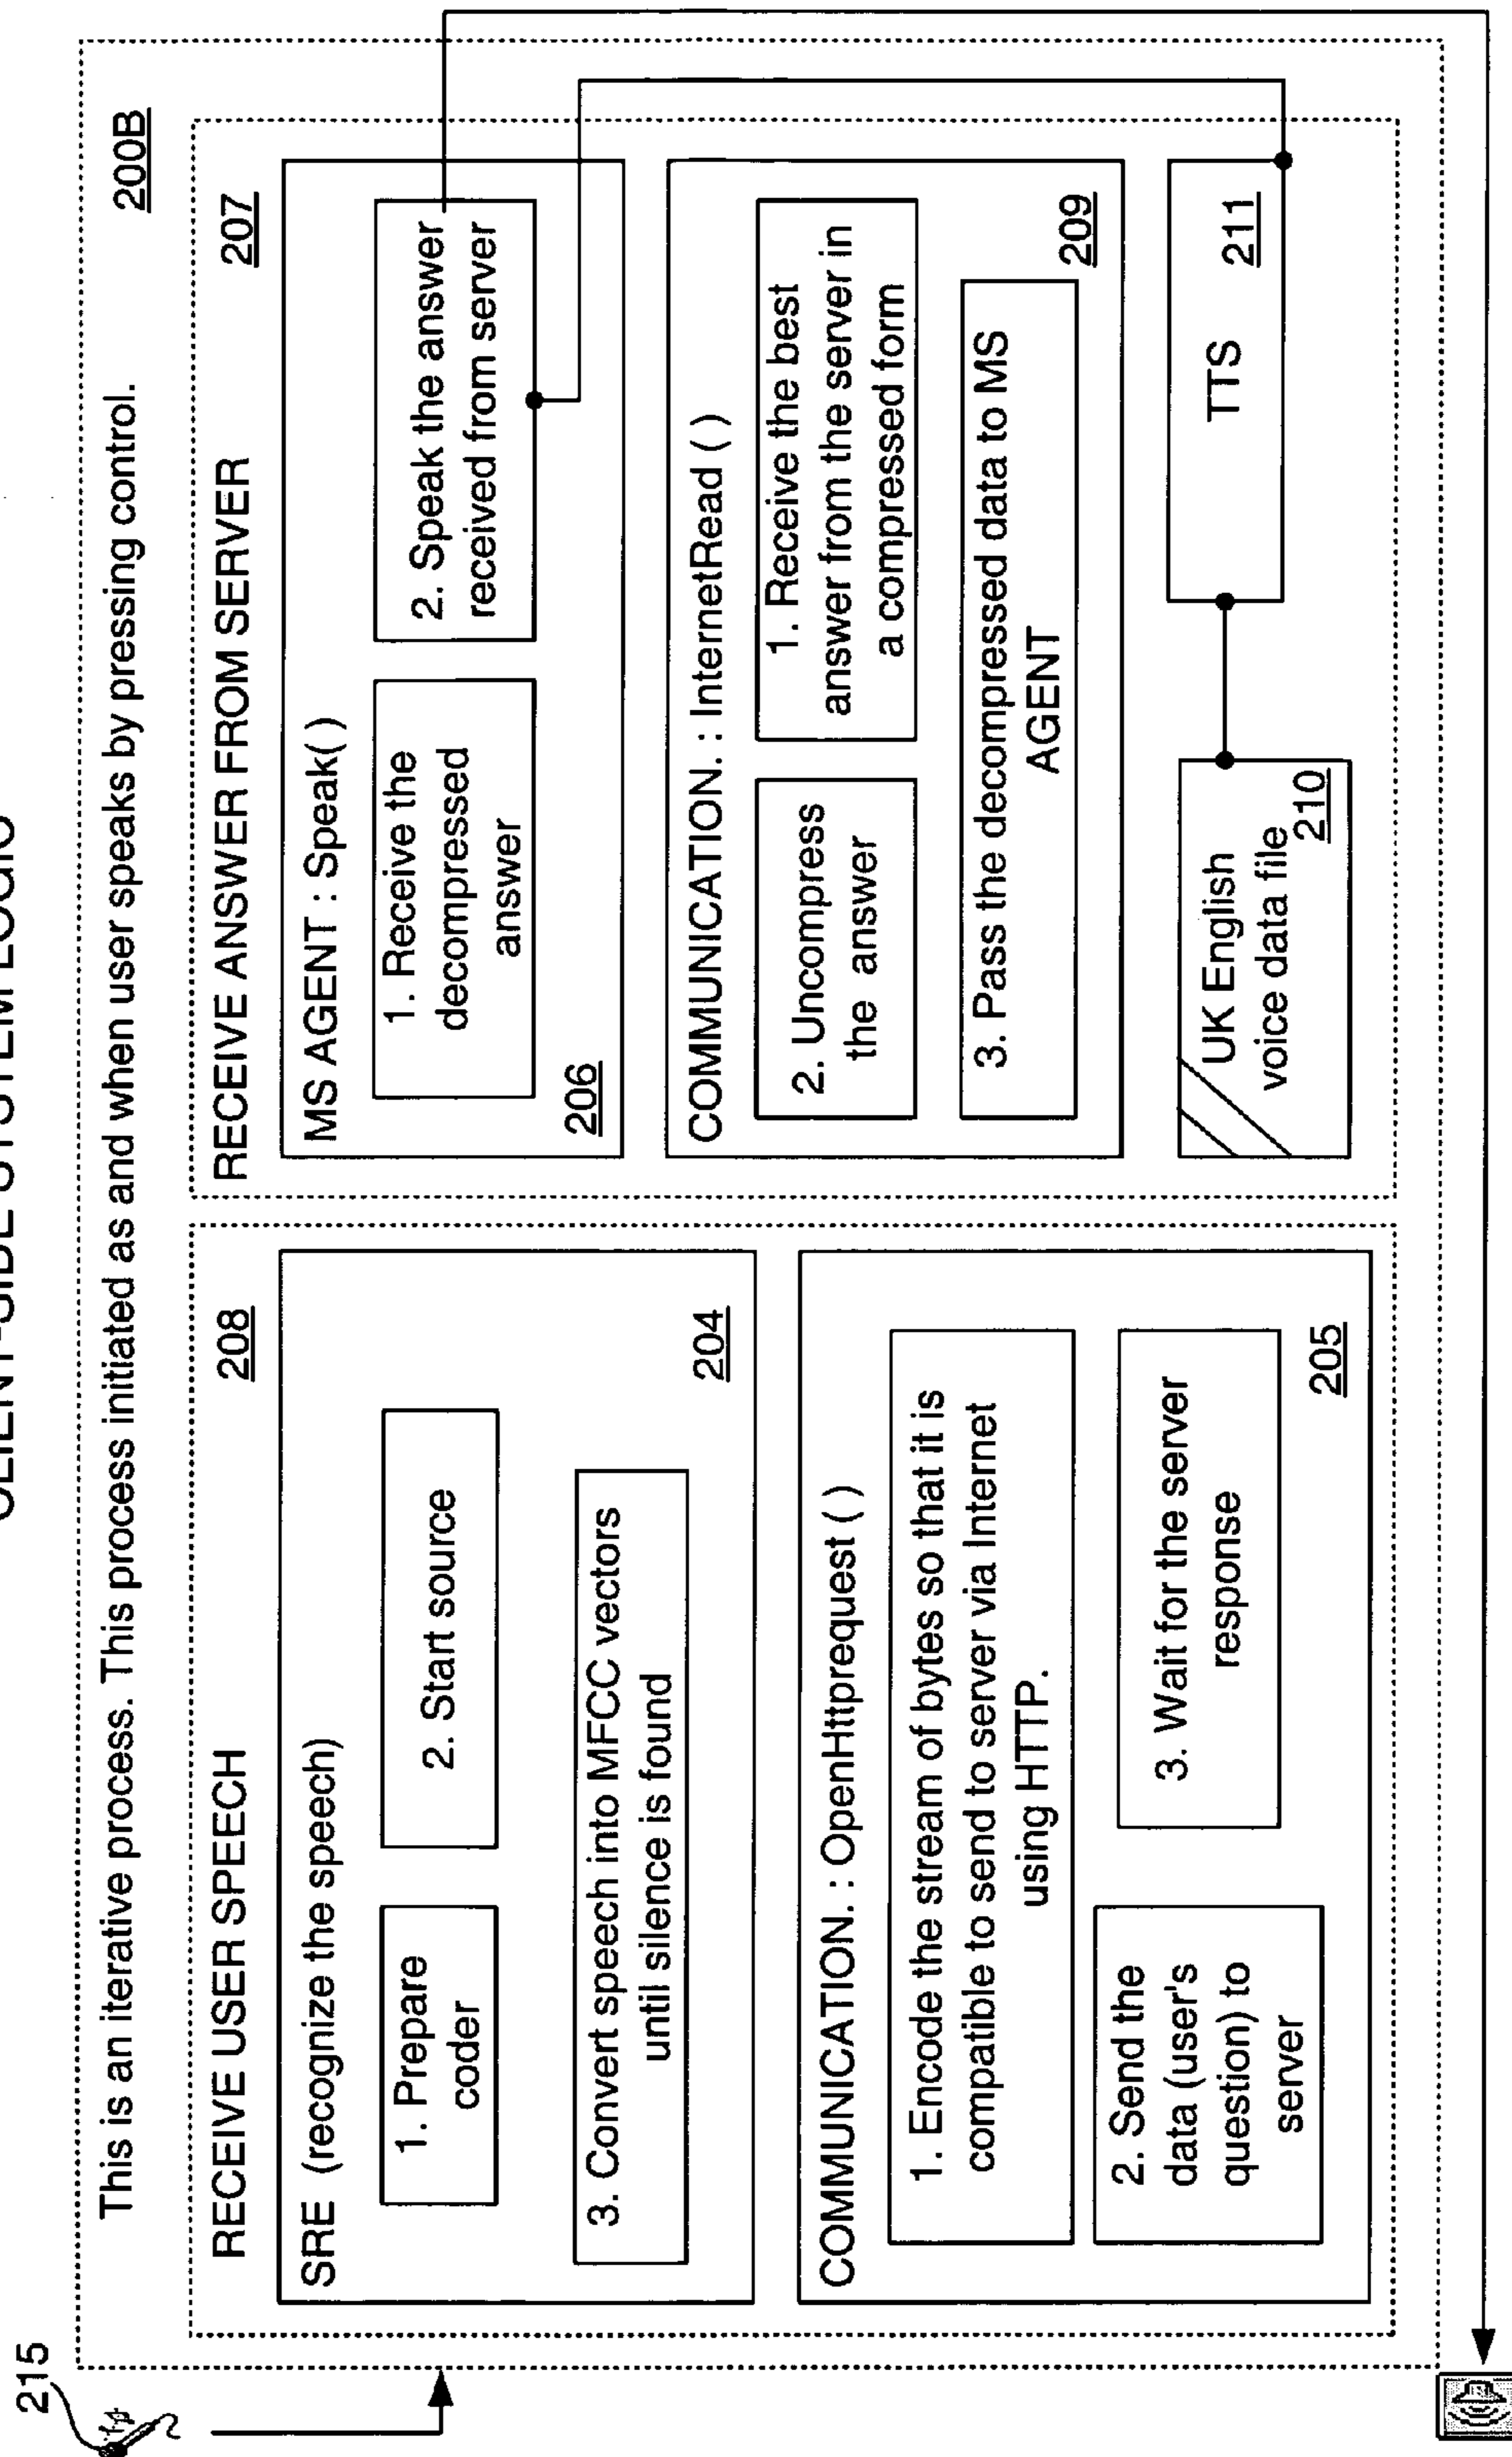 CLIENT-SIDE SYSTEM LOGIC
215
This is an iterative process. This process initiated as and when user speaks by pressing control.
200B
RECEIVE USER SPEECH
208
SRE (recognize the speech)
1. Prepare
coder
2. Start source
3. Convert speech into MFCC vectors
until silence is found
204
COMMUNICATION. : OpenHttprequest ( )
1. Encode the stream of bytes so that it is
compatible to send to server via Internet
using HTTP.
2. Send the
data (user's
question) to
server
3. Wait for the server
response
205
RECEIVE ANSWER FROM SERVER
207
MS AGENT : Speak( )
1. Receive the
decompressed
answer
2. Speak the answer
received from server
206
COMMUNICATION. : InternetRead ( )
2. Uncompress
the answer
1. Receive the best
answer from the server in
a compressed form
3. Pass the decompressed data to MS
AGENT
209
UK English
voice data file
210
TTS
211